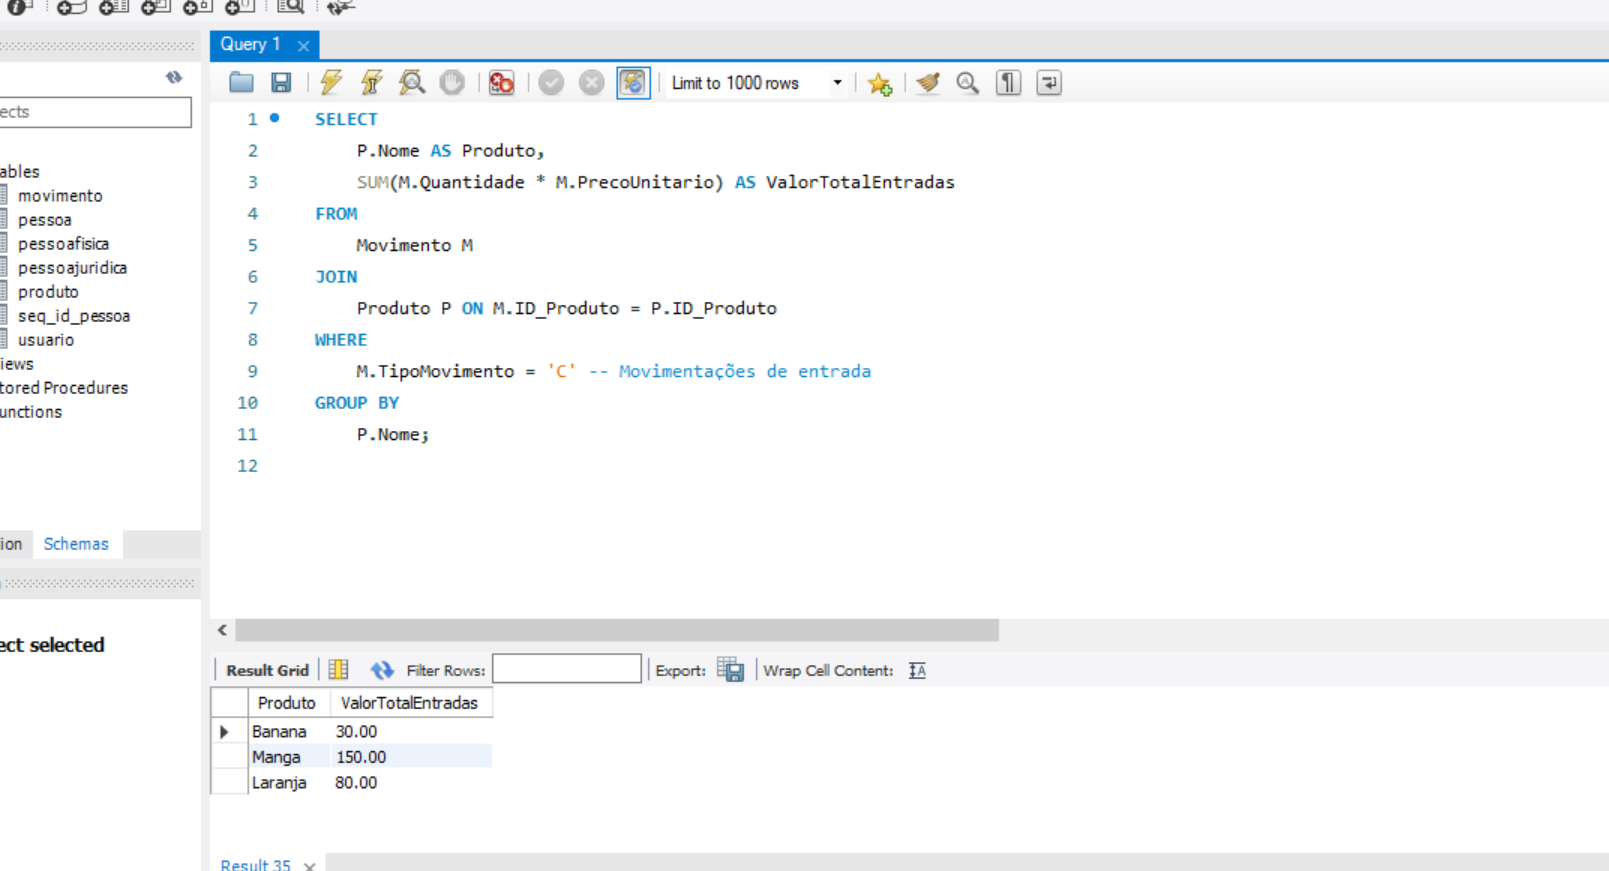 Query 1
Limit to 1000 rows
ects
ables
movimento
pessoa
pessoafisica
pessoajuridica
produto
seq_id_pessoa
usuario
iews
tored Procedures
unctions
ion Schemas
ect selected
1 SELECT
2 P.Nome AS Produto,
3 SUM(M.Quantidade * M.PrecoUnitario) AS ValorTotalEntradas
4 FROM
5 Movimento M
6 JOIN
7 Produto P ON M.ID_Produto = P.ID_Produto
8 WHERE
9 M.TipoMovimento = 'C' -- Movimentações de entrada
10 GROUP BY
11 P.Nome;
12
Result Grid Filter Rows: Export: Wrap Cell Content:
Produto ValorTotalEntradas
Banana 30.00
Manga 150.00
Laranja 80.00
Result 35